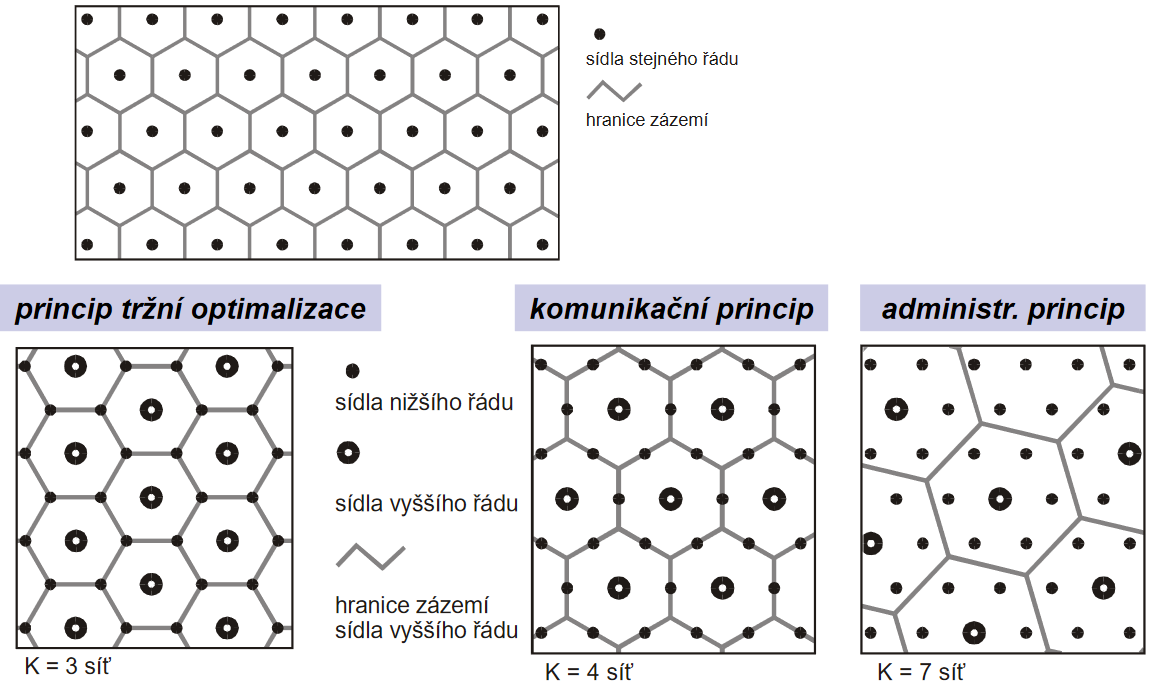 sídla stejného řádu
hranice zázemí
princip tržní optimalizace
komunikační princip
administr. princip
sídla nižšího řádu
sídla vyššího řádu
hranice zázemí
sídla vyššího řádu
K = 3 síť
K = 4 síť
K = 7 síť